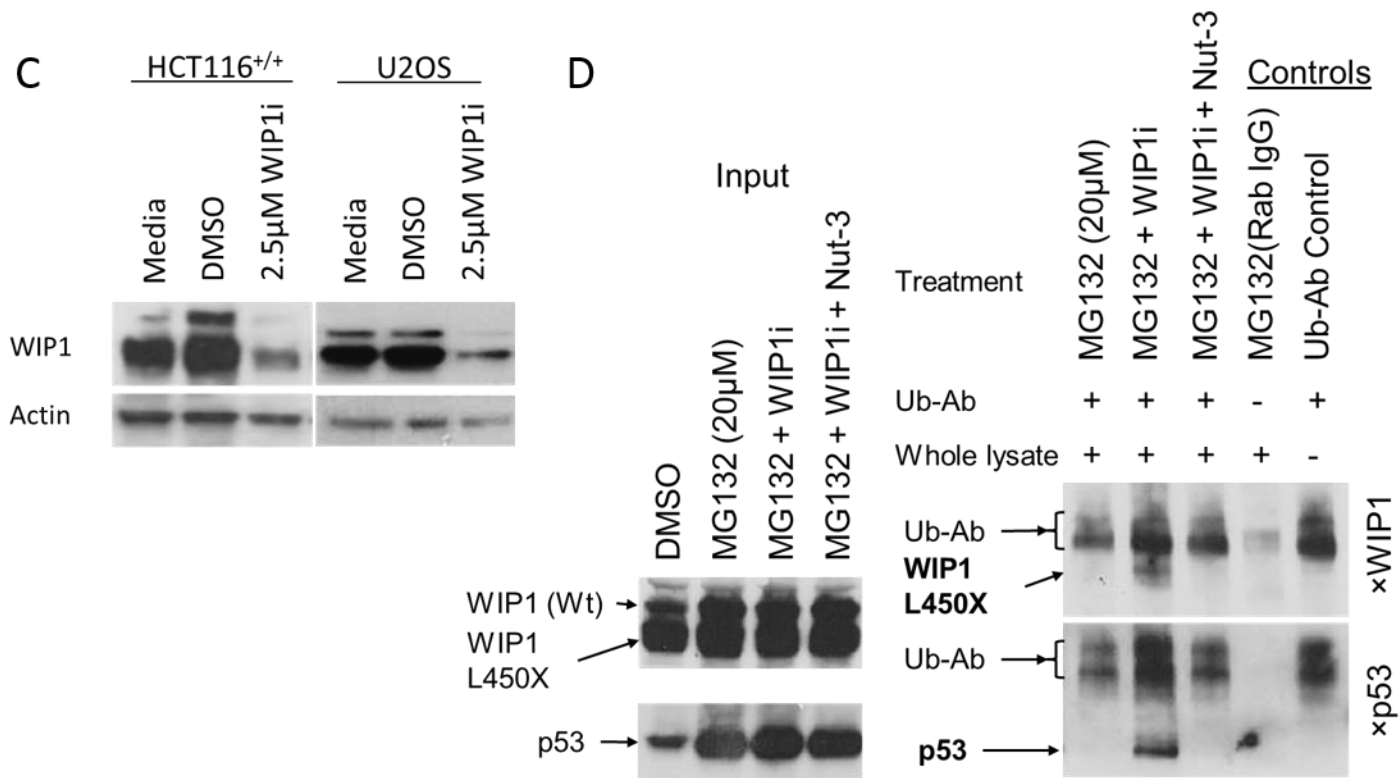 C
HCT116+/+
U2OS
Media
DMSO
2.5µM WIP1i
Media
DMSO
2.5µM WIP1i
WIP1
Actin
D
Input
DMSO
MG132 (20µM)
MG132 + WIP1i
MG132 + WIP1i + Nut-3
WIP1 (Wt)
WIP1
L450X
p53
Controls
Treatment
MG132 (20µM)
MG132 + WIP1i
MG132 + WIP1i + Nut-3
MG132(Rab IgG)
Ub-Ab Control
Ub-Ab + + + - +
Whole lysate + + + + -
Ub-Ab
WIP1
L450X
×WIP1
Ub-Ab
p53
×p53